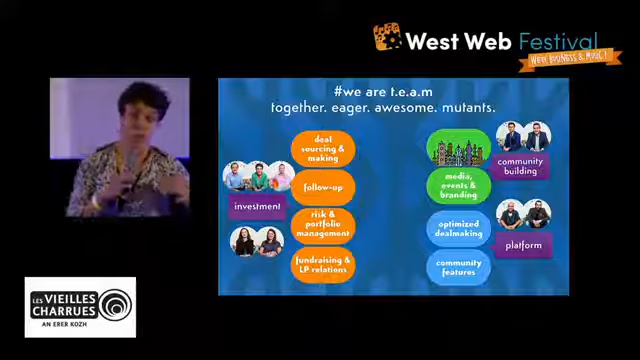 West Web Festival
WEB, BUSINESS & MUSIC !
#we are t.e.a.m
together. eager. awesome. mutants.
deal
sourcing &
making
follow-up
risk &
portfolio
management
fundraising &
LP relations
investment
media,
events &
branding
optimized
dealmaking
community
features
community
building
platform
LES
VIEILLES
CHARRUES
AN ERER KOZH